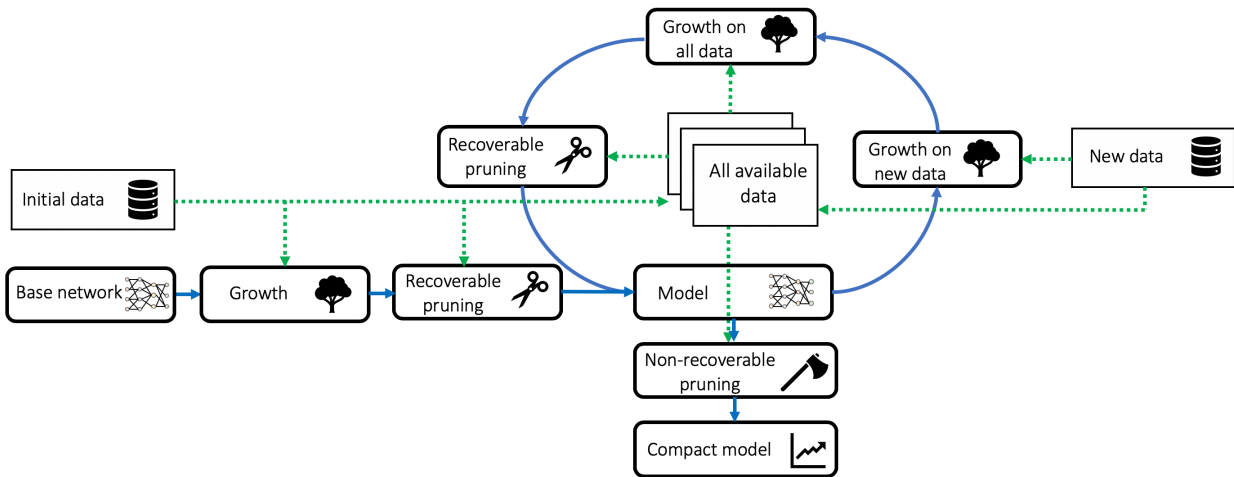 Growth on
all data
Recoverable
pruning
All available
data
Growth on
new data
New data
Initial data
Base network
Growth
Recoverable
pruning
Model
Non-recoverable
pruning
Compact model